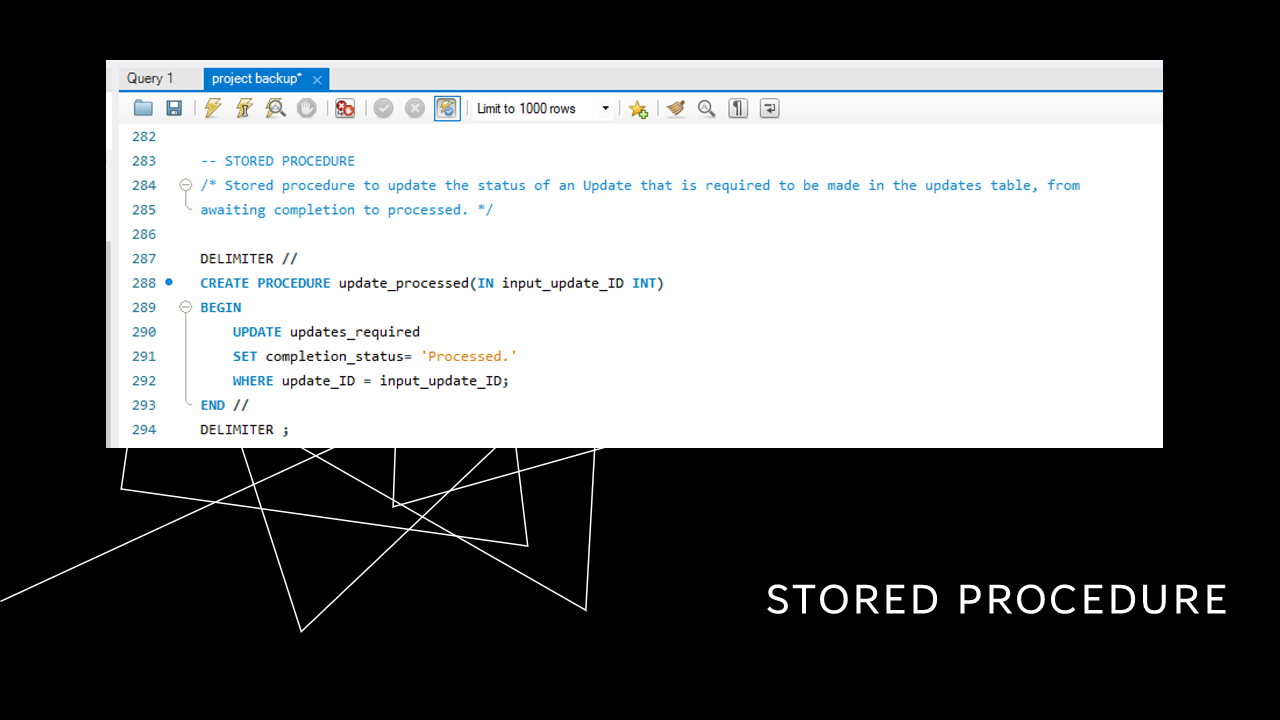 Query 1
project backup*
Limit to 1000 rows
282
283 -- STORED PROCEDURE
284 /* Stored procedure to update the status of an Update that is required to be made in the updates table, from
285 awaiting completion to processed. */
286
287 DELIMITER //
288 CREATE PROCEDURE update_processed(IN input_update_ID INT)
289 BEGIN
290 UPDATE updates_required
291 SET completion_status= 'Processed.'
292 WHERE update_ID = input_update_ID;
293 END //
294 DELIMITER ;
STORED PROCEDURE